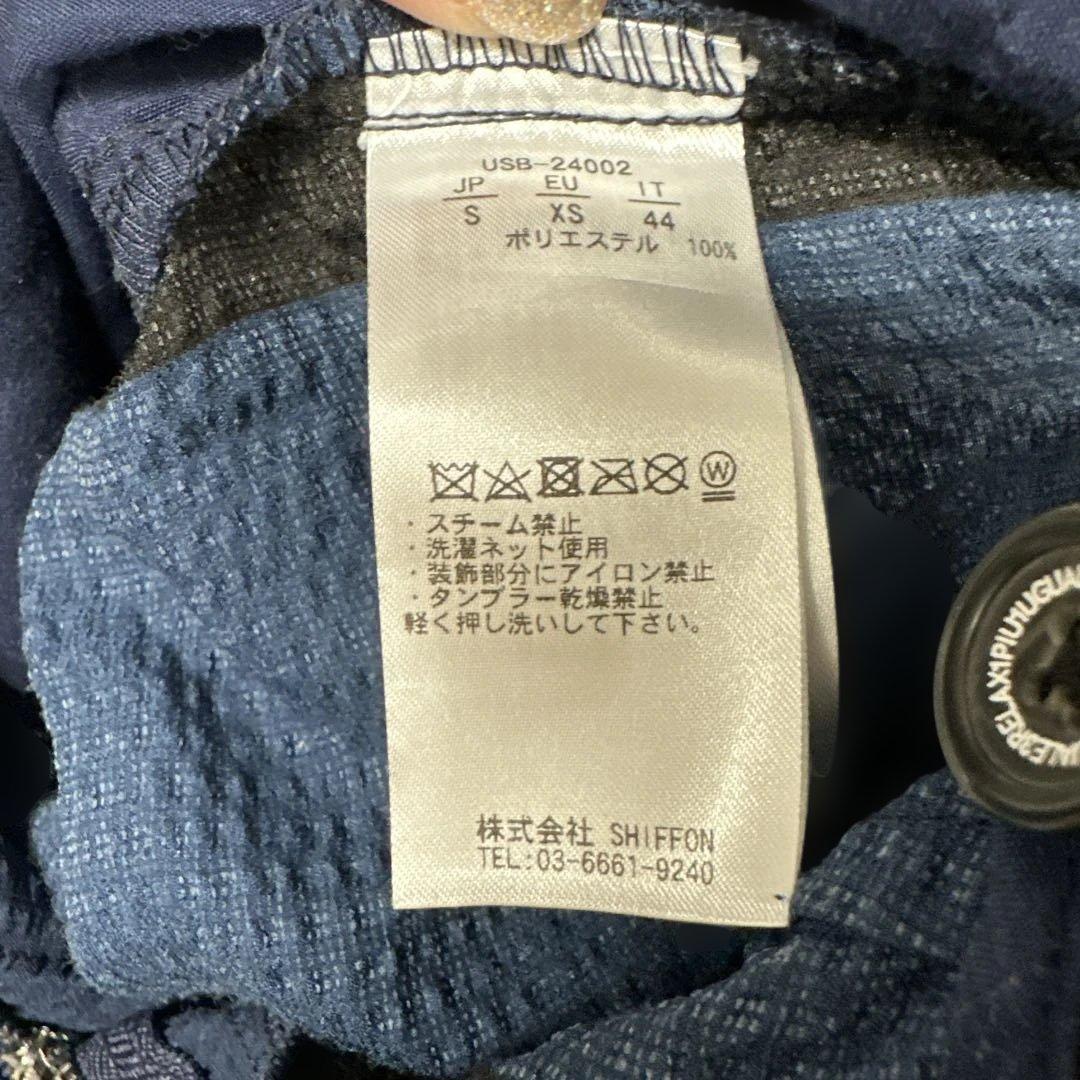 USB-24002
JP EU IT
S XS 44
ポリエステル 100%
W
・スチーム禁止
・洗濯ネット使用
・装飾部分にアイロン禁止
・タンブラー乾燥禁止
軽く押し洗いして下さい。
株式会社 SHIFFON
TEL:03-6661-9240
RELAX1PIU1UGUAL